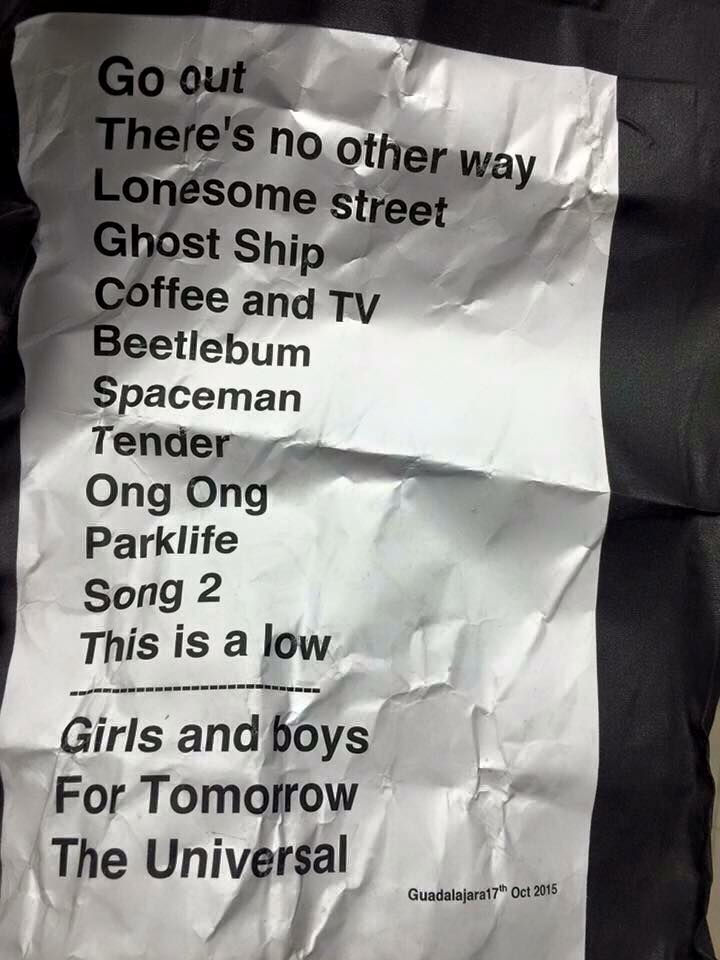 Go out
There's no other way
Lonesome street
Ghost Ship
Coffee and TV
Beetlebum
Spaceman
Tender
Ong Ong
Parklife
Song 2
This is a low
--------------------------------
Girls and boys
For Tomorrow
The Universal
Guadalajara17th Oct 2015